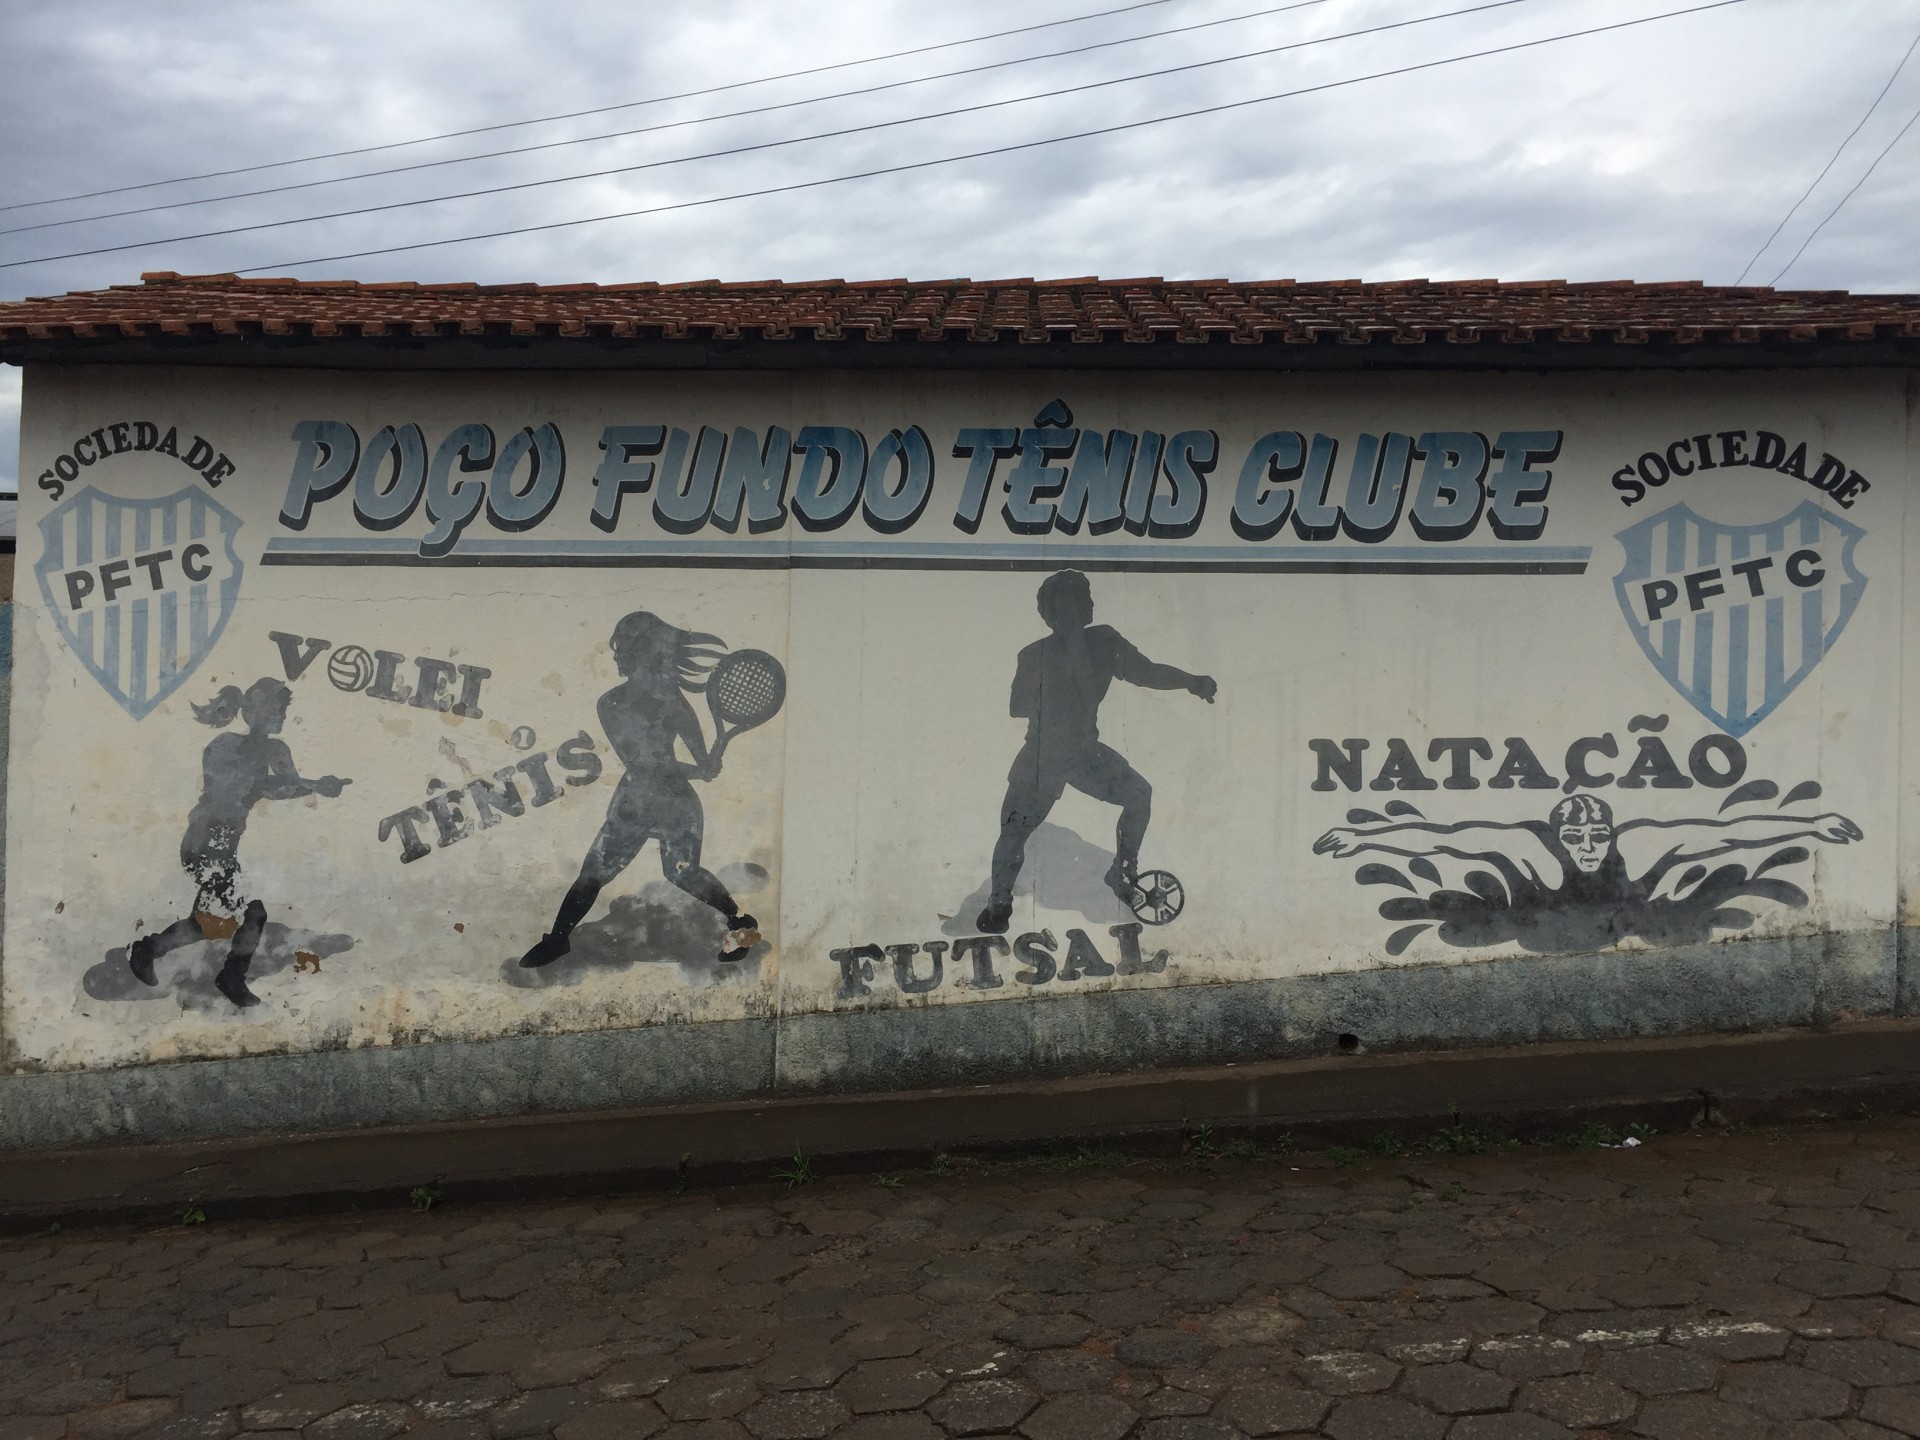 SOCIEDADE
PFTC
POÇO FUNDO TÊNIS CLUBE
SOCIEDADE
PFTC
VOLEI
TÊNIS
FUTSAL
NATAÇÃO